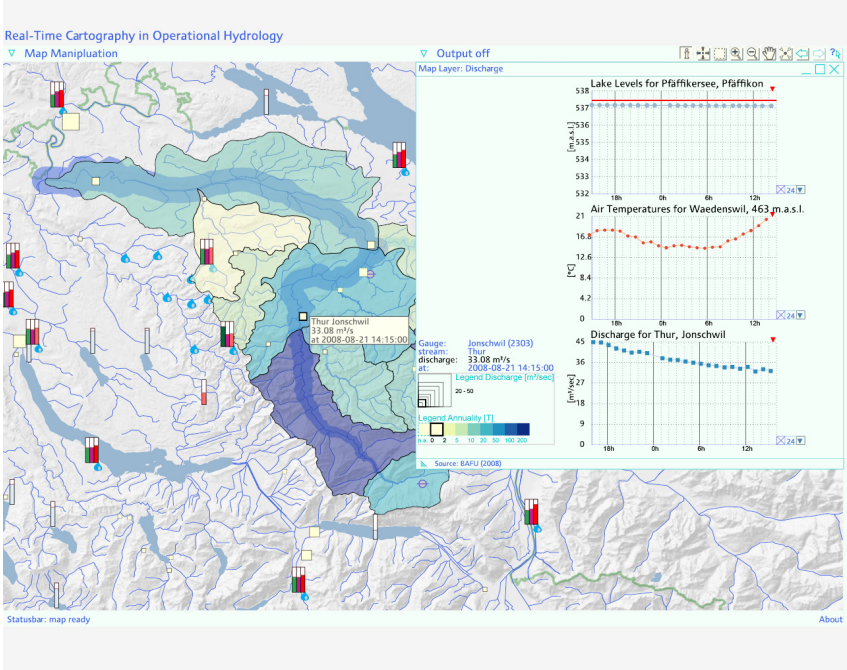 Real-Time Cartography in Operational Hydrology
Map Manipluation
Output off
Map Layer: Discharge
Lake Levels for Pfäffikersee, Pfäffikon
538
537
536
535
534
533
532
[m.a.s.l.]
18h 0h 6h 12h
24
Air Temperatures for Waedenswil, 463 m.a.s.l.
21
16.8
12.6
8.4
4.2
0
[°C]
18h 0h 6h 12h
24
Thur Jonschwil
33.08 m³/s
at 2008-08-21 14:15:00
Discharge for Thur, Jonschwil
45
36
27
18
9
0
[m³/sec]
18h 0h 6h 12h
24
Gauge: Jonschwil (2303)
stream: Thur
discharge: 33.08 m³/s
at: 2008-08-21 14:15:00
Legend Discharge [m³/sec]
20 - 50
Legend Annuality [T]
n.a. 0 2 5 10 20 50 100 200
Source: BAFU (2008)
Statusbar: map ready
About